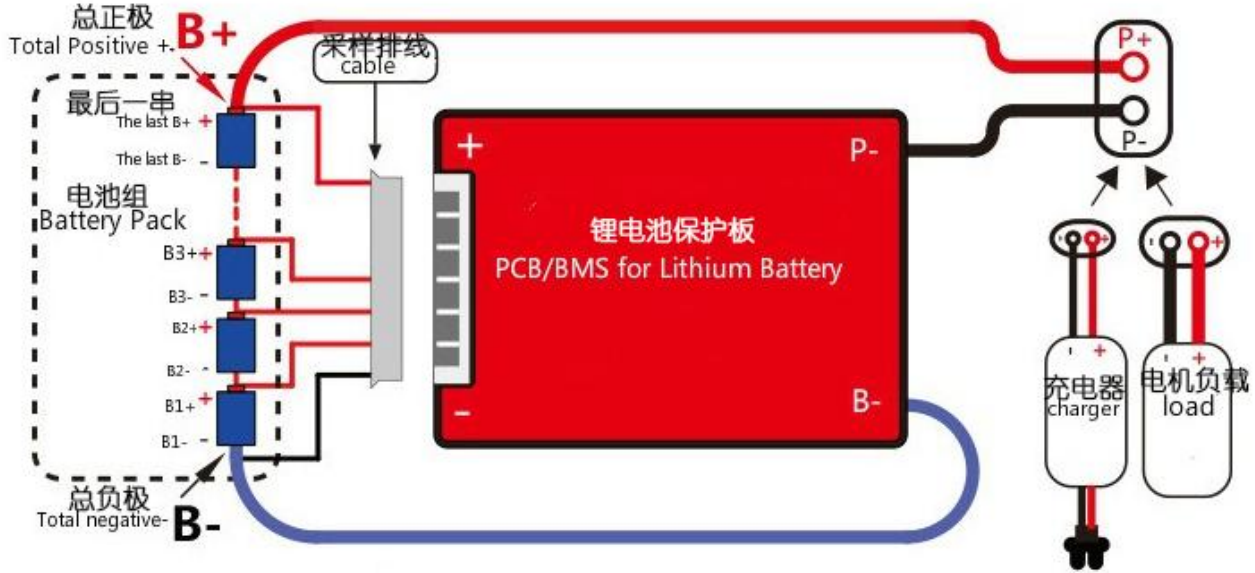 总正极
Total Positive +
B+
采样排线
cable
最后一串
The last B+ +
The last B- -
电池组
Battery Pack
B3+ +
B3- -
B2+ +
B2- -
B1+ +
B1- -
总负极
Total negative-
B-
+
P-
锂电池保护板
PCB/BMS for Lithium Battery
B-
-
P+
P-
- +
- +
- +
充电器
charger
- +
电机负载
load